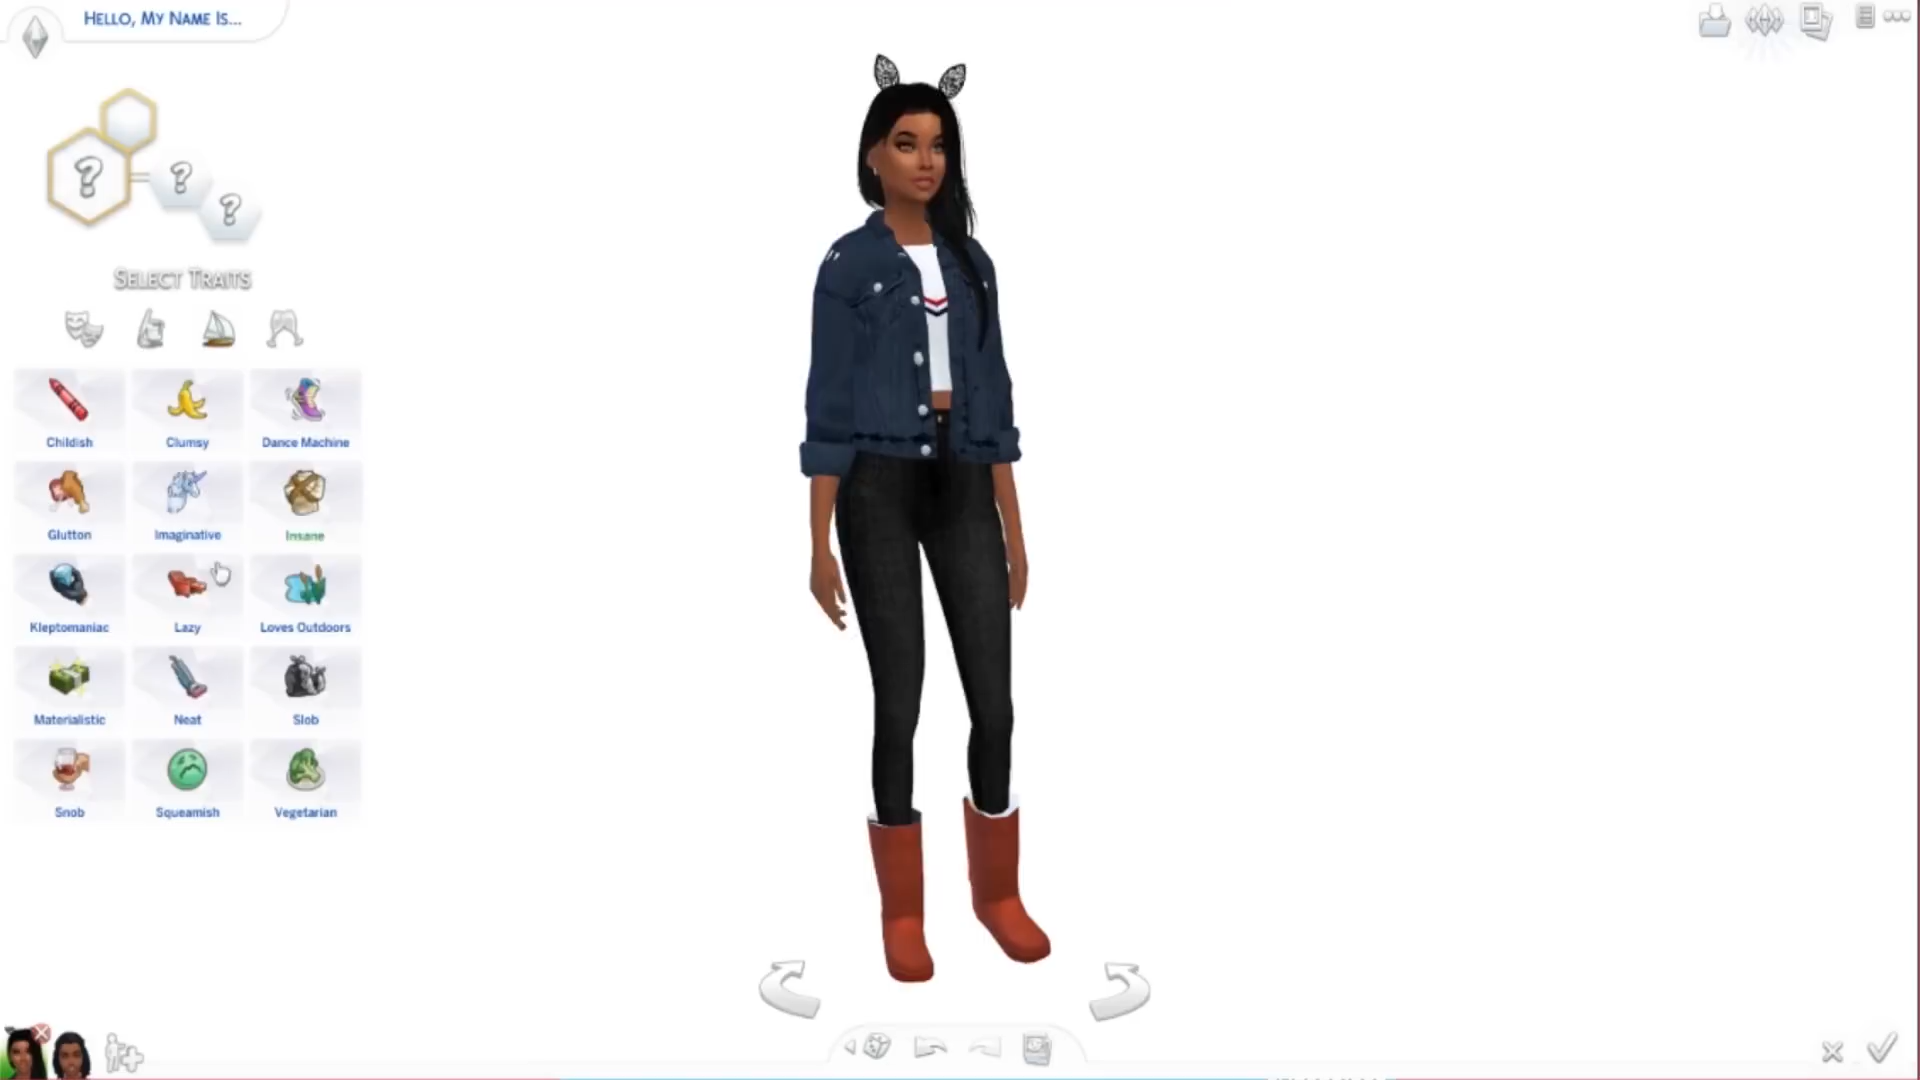 Hello, My Name Is...
Select Traits
Childish
Clumsy
Dance Machine
Glutton
Imaginative
Insane
Kleptomaniac
Lazy
Loves Outdoors
Materialistic
Neat
Slob
Snob
Squeamish
Vegetarian